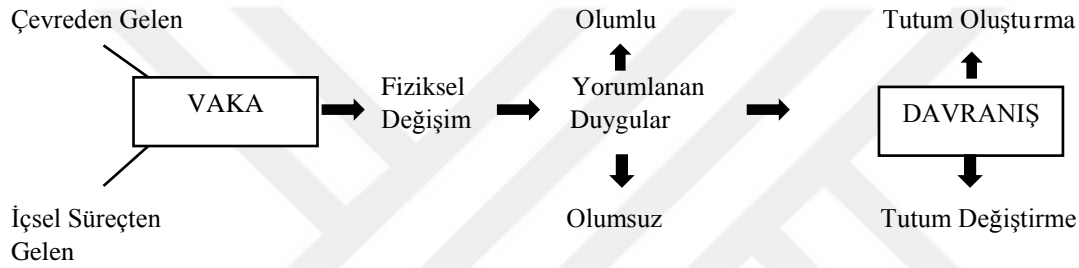 Çevreden Gelen
Olumlu
Tutum Oluşturma
VAKA
Fiziksel
Değişim
Yorumlanan
Duygular
DAVRANIŞ
İçsel Süreçten
Gelen
Olumsuz
Tutum Değiştirme